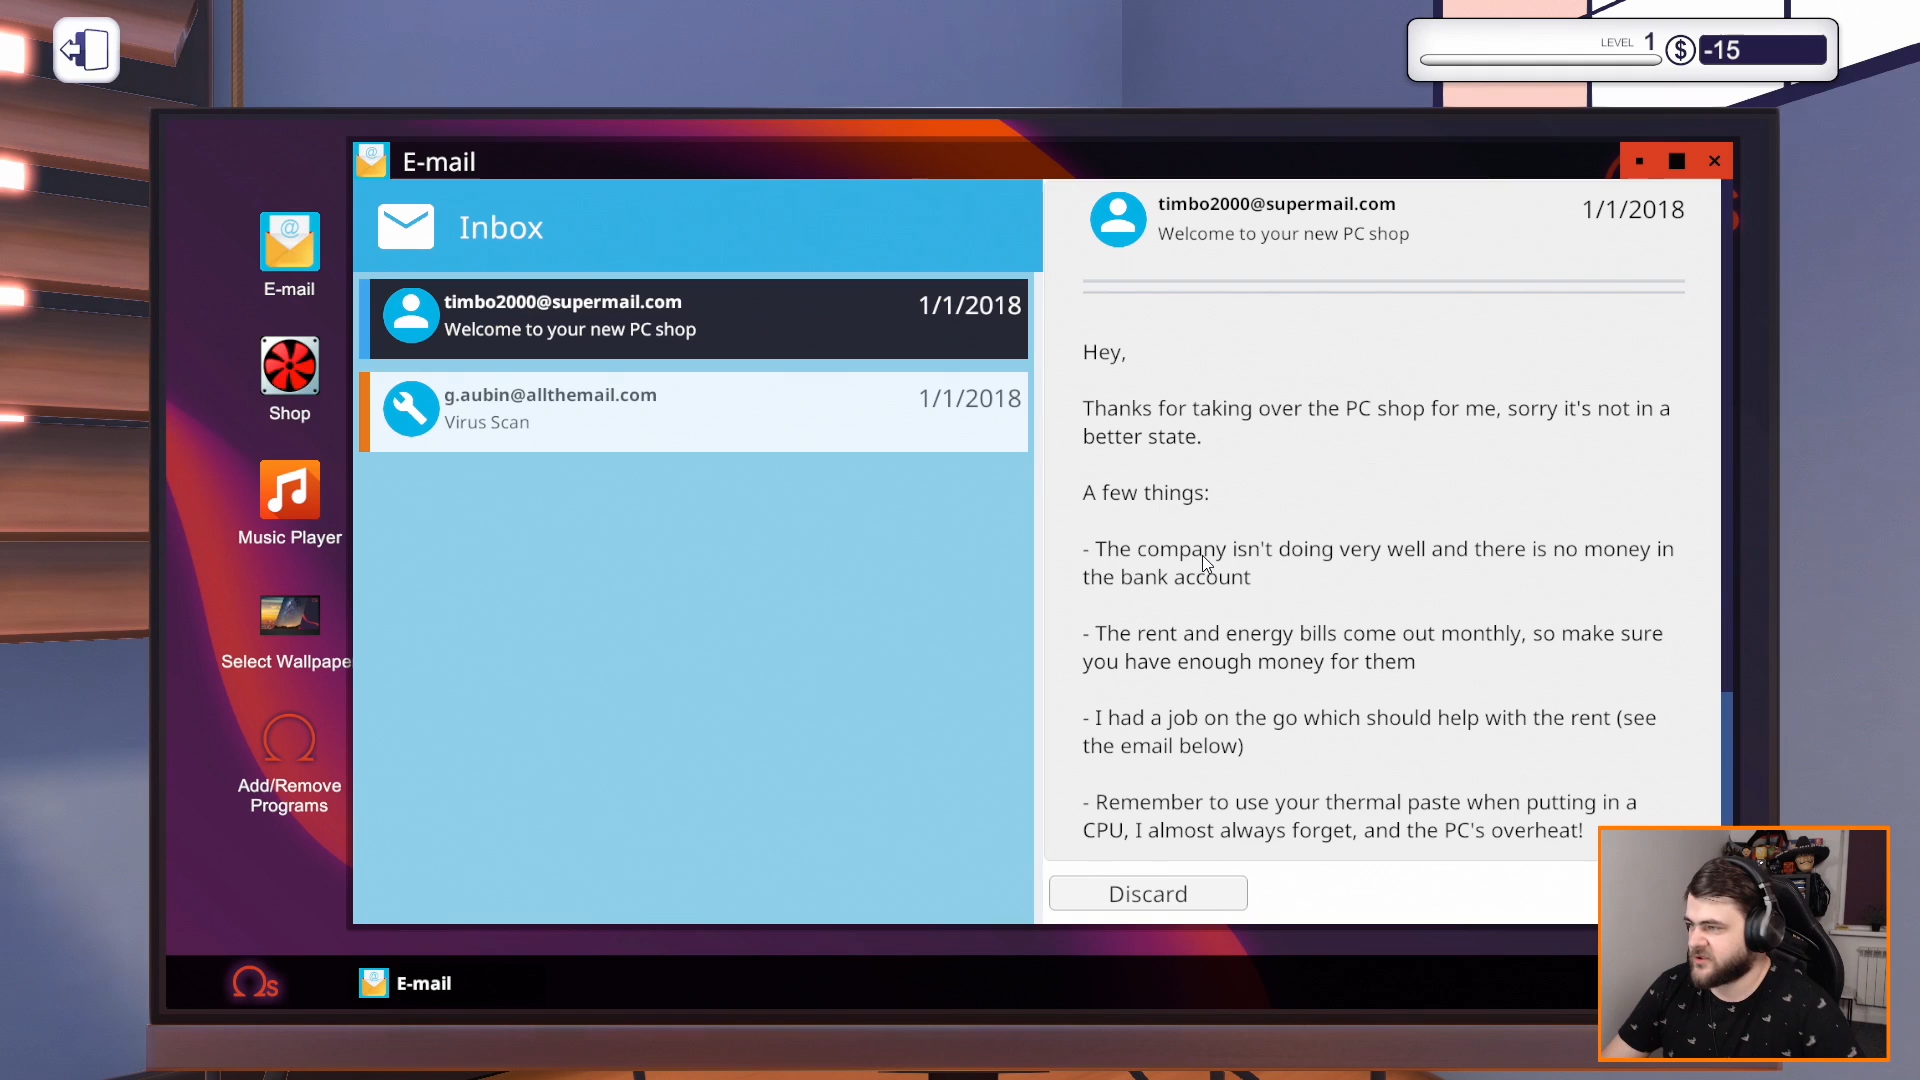 LEVEL 1
$ -15
E-mail
Inbox
timbo2000@supermail.com
1/1/2018
Welcome to your new PC shop
g.aubin@allthemail.com
1/1/2018
Virus Scan
timbo2000@supermail.com
1/1/2018
Welcome to your new PC shop
Hey,
Thanks for taking over the PC shop for me, sorry it's not in a
better state.
A few things:
- The company isn't doing very well and there is no money in
the bank account
- The rent and energy bills come out monthly, so make sure
you have enough money for them
- I had a job on the go which should help with the rent (see
the email below)
- Remember to use your thermal paste when putting in a
CPU, I almost always forget, and the PC's overheat!
Discard
E-mail
Shop
Music Player
Select Wallpape
Add/Remove
Programs
Ωs
E-mail